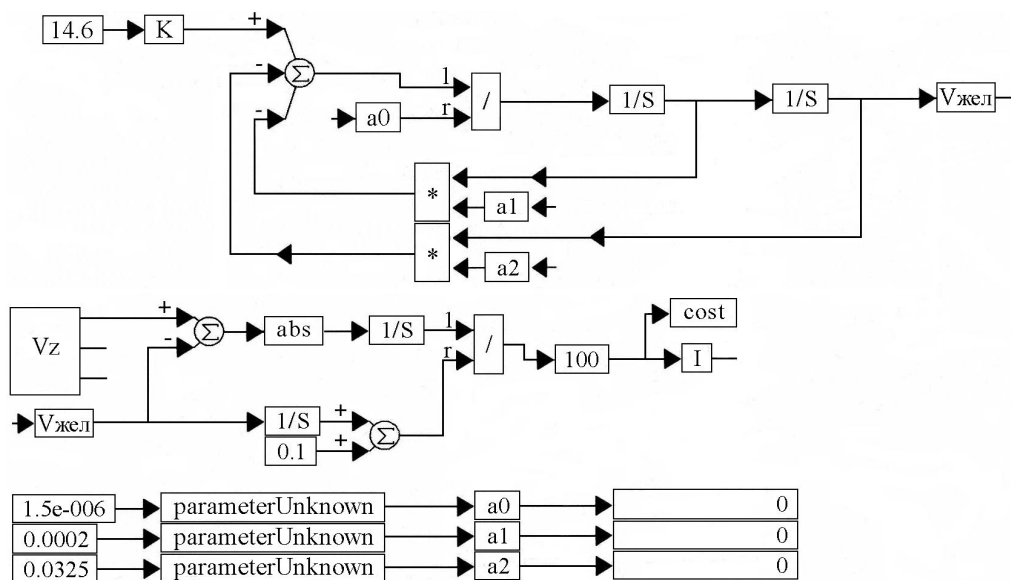 14.6 K + - - Σ
l r / a0
1/S 1/S Vжел
* a1
* a2
Vz + - Σ abs 1/S l r / 100 cost
I
Vжел 1/S + + Σ
0.1
1.5e-006 parameterUnknown a0 0
0.0002 parameterUnknown a1 0
0.0325 parameterUnknown a2 0